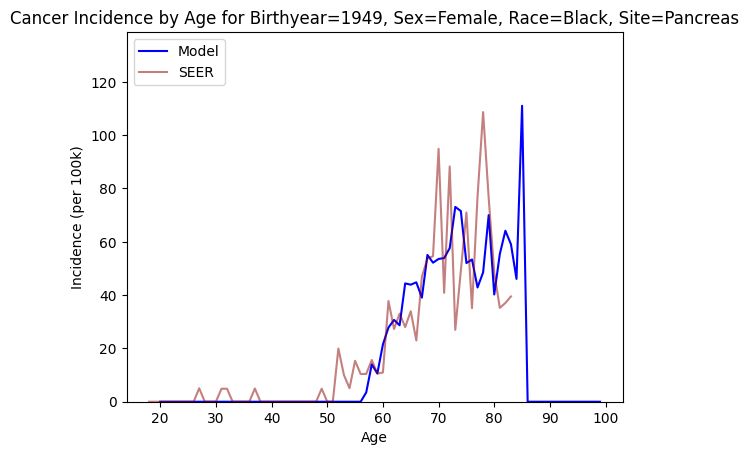 Cancer Incidence by Age for Birthyear=1949, Sex=Female, Race=Black, Site=Pancreas
Model
SEER
120
100
80
60
40
20
0
Incidence (per 100k)
20 30 40 50 60 70 80 90 100
Age